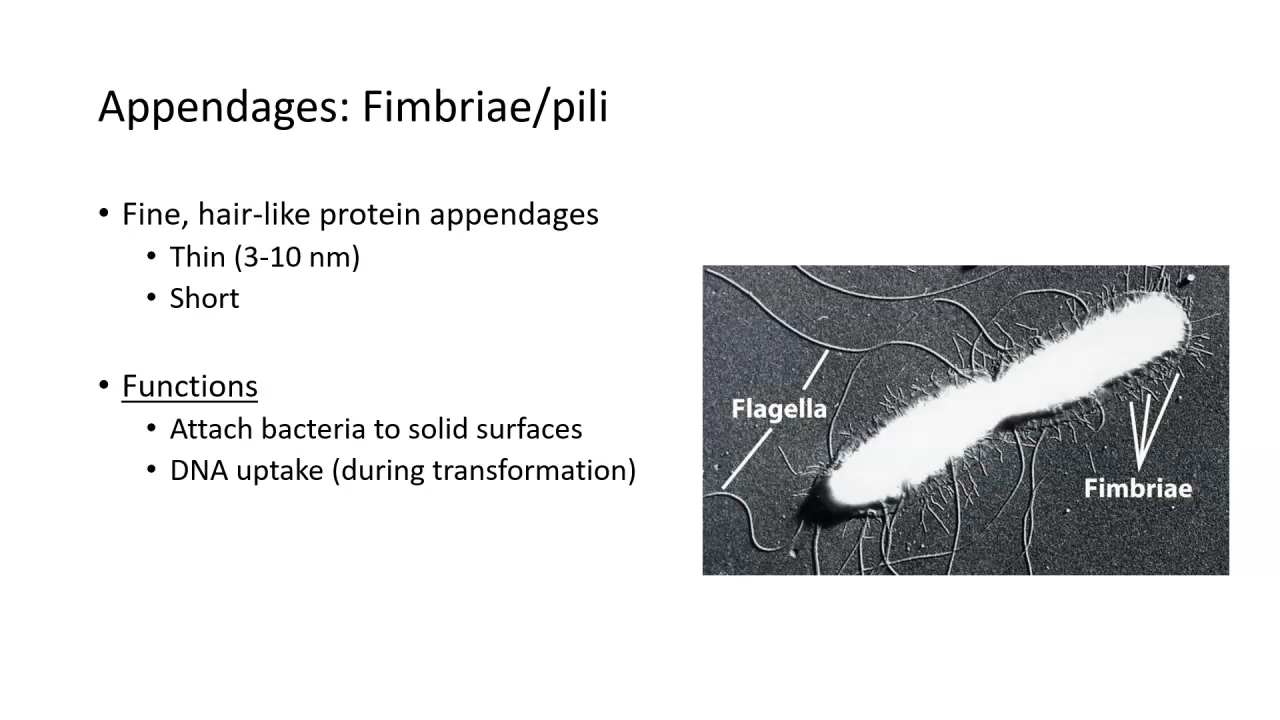 Appendages: Fimbriae/pili
• Fine, hair-like protein appendages
• Thin (3-10 nm)
• Short
• Functions
• Attach bacteria to solid surfaces
• DNA uptake (during transformation)
Flagella
Fimbriae